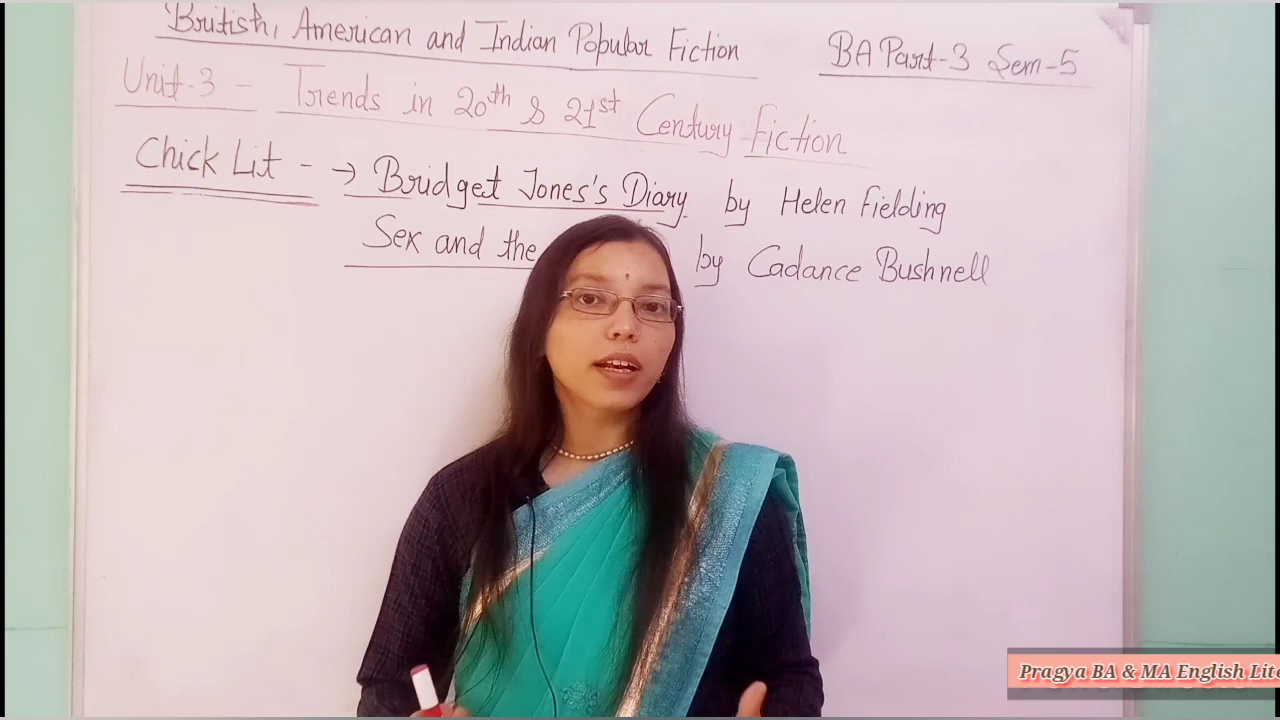 British, American and Indian Popular Fiction BA Part-3 Sem-5
Unit-3 - Trends in 20th & 21st Century Fiction
Chick Lit - → Bridget Jones's Diary by Helen Fielding
Sex and the by Cadance Bushnell
Pragya BA & MA English Lite